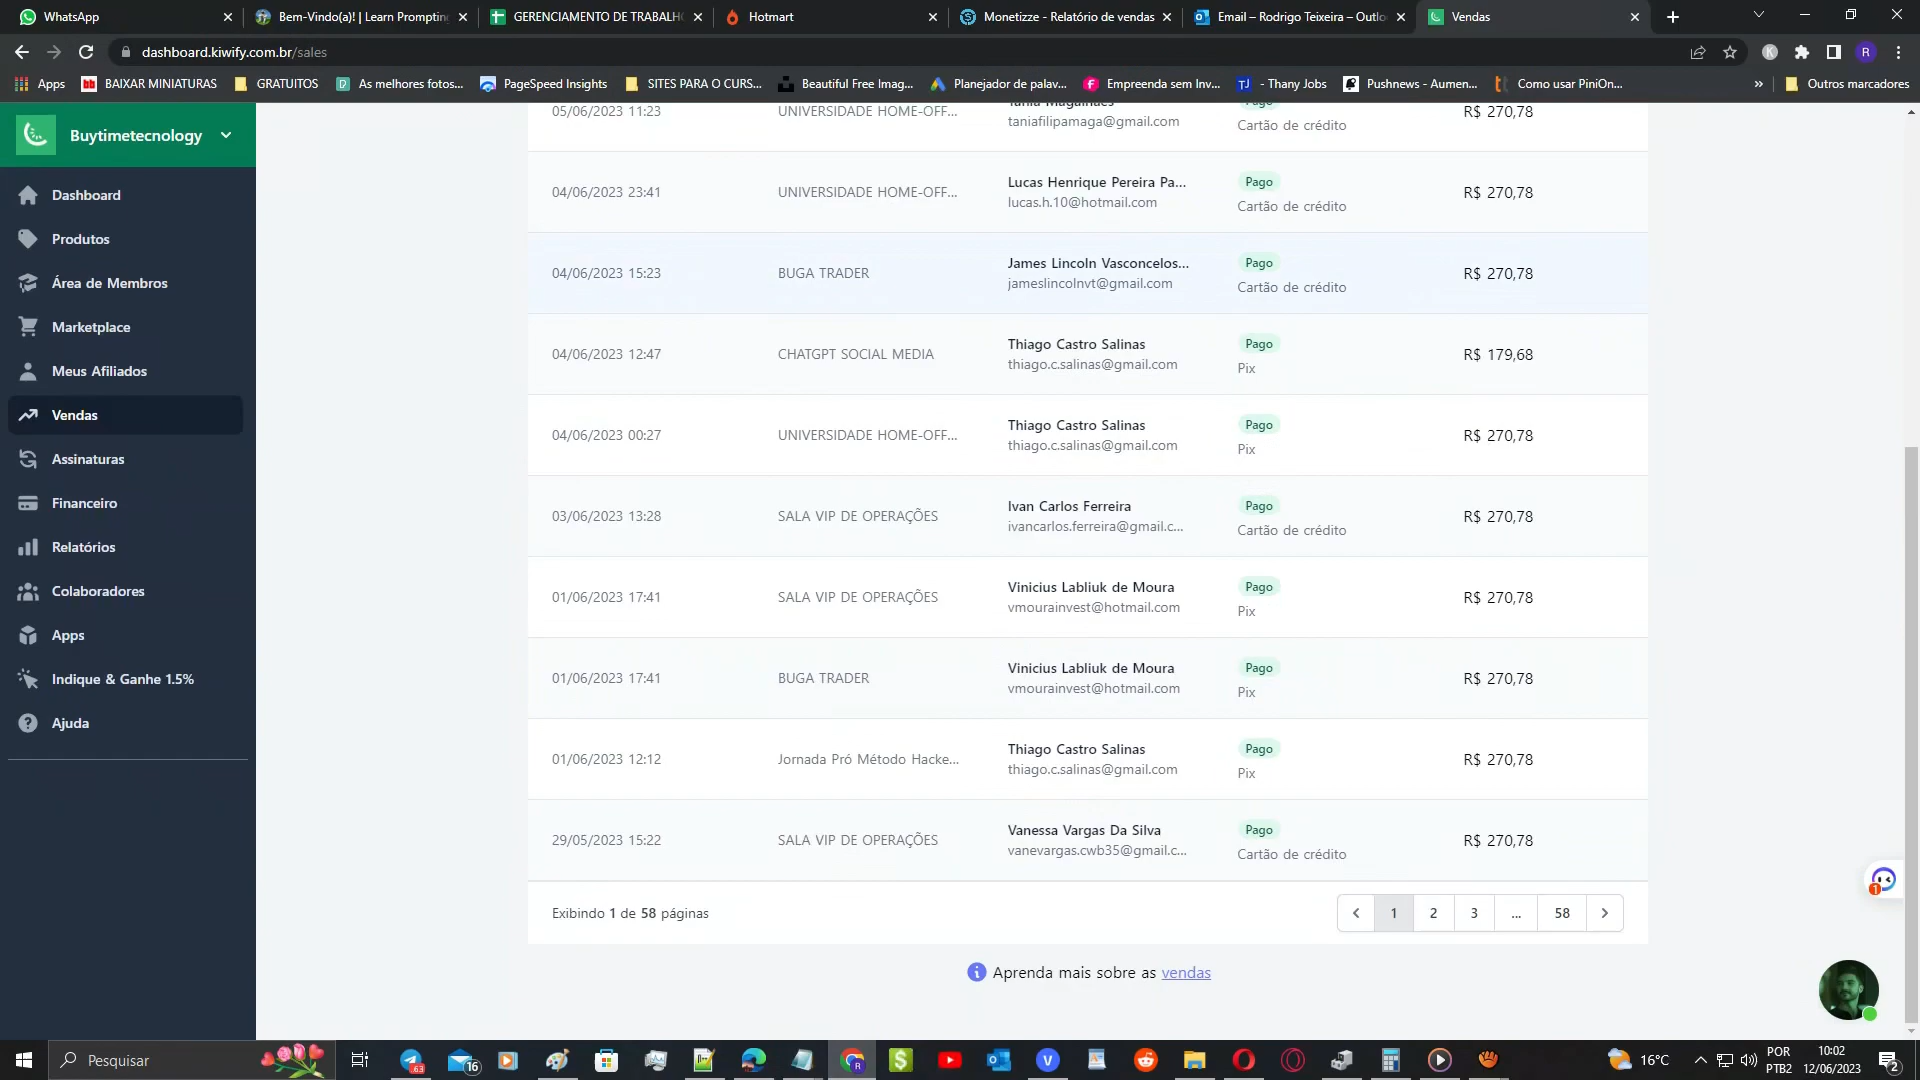 WhatsApp
Bem-Vindo(a)! | Learn Prompting
GERENCIAMENTO DE TRABALHO
Hotmart
Monetizze - Relatório de vendas
Email – Rodrigo Teixeira – Outlo
Vendas
dashboard.kiwify.com.br/sales
K
R
Apps
BAIXAR MINIATURAS
GRATUITOS
As melhores fotos...
PageSpeed Insights
SITES PARA O CURS...
Beautiful Free Imag...
Planejador de palav...
Empreenda sem Inv...
TJ - Thany Jobs
Pushnews - Aumen...
Como usar PiniOn...
Outros marcadores
Buytimetecnology
Dashboard
Produtos
Área de Membros
Marketplace
Meus Afiliados
Vendas
Assinaturas
Financeiro
Relatórios
Colaboradores
Apps
Indique & Ganhe 1.5%
Ajuda
05/06/2023 11:23 UNIVERSIDADE HOME-OFF... Tania Magalhaes Pago R$ 270,78
taniafilipamaga@gmail.com Cartão de crédito
04/06/2023 23:41 UNIVERSIDADE HOME-OFF... Lucas Henrique Pereira Pa... Pago R$ 270,78
lucas.h.10@hotmail.com Cartão de crédito
04/06/2023 15:23 BUGA TRADER James Lincoln Vasconcelos... Pago R$ 270,78
jameslincolnvt@gmail.com Cartão de crédito
04/06/2023 12:47 CHATGPT SOCIAL MEDIA Thiago Castro Salinas Pago R$ 179,68
thiago.c.salinas@gmail.com Pix
04/06/2023 00:27 UNIVERSIDADE HOME-OFF... Thiago Castro Salinas Pago R$ 270,78
thiago.c.salinas@gmail.com Pix
03/06/2023 13:28 SALA VIP DE OPERAÇÕES Ivan Carlos Ferreira Pago R$ 270,78
ivancarlos.ferreira@gmail.c... Cartão de crédito
01/06/2023 17:41 SALA VIP DE OPERAÇÕES Vinicius Labliuk de Moura Pago R$ 270,78
vmourainvest@hotmail.com Pix
01/06/2023 17:41 BUGA TRADER Vinicius Labliuk de Moura Pago R$ 270,78
vmourainvest@hotmail.com Pix
01/06/2023 12:12 Jornada Pró Método Hacke... Thiago Castro Salinas Pago R$ 270,78
thiago.c.salinas@gmail.com Pix
29/05/2023 15:22 SALA VIP DE OPERAÇÕES Vanessa Vargas Da Silva Pago R$ 270,78
vanevargas.cwb35@gmail.c... Cartão de crédito
Exibindo 1 de 58 páginas
1 2 3 ... 58
Aprenda mais sobre as vendas
1
Pesquisar
63
16
16°C
POR
PTB2
10:02
12/06/2023
2